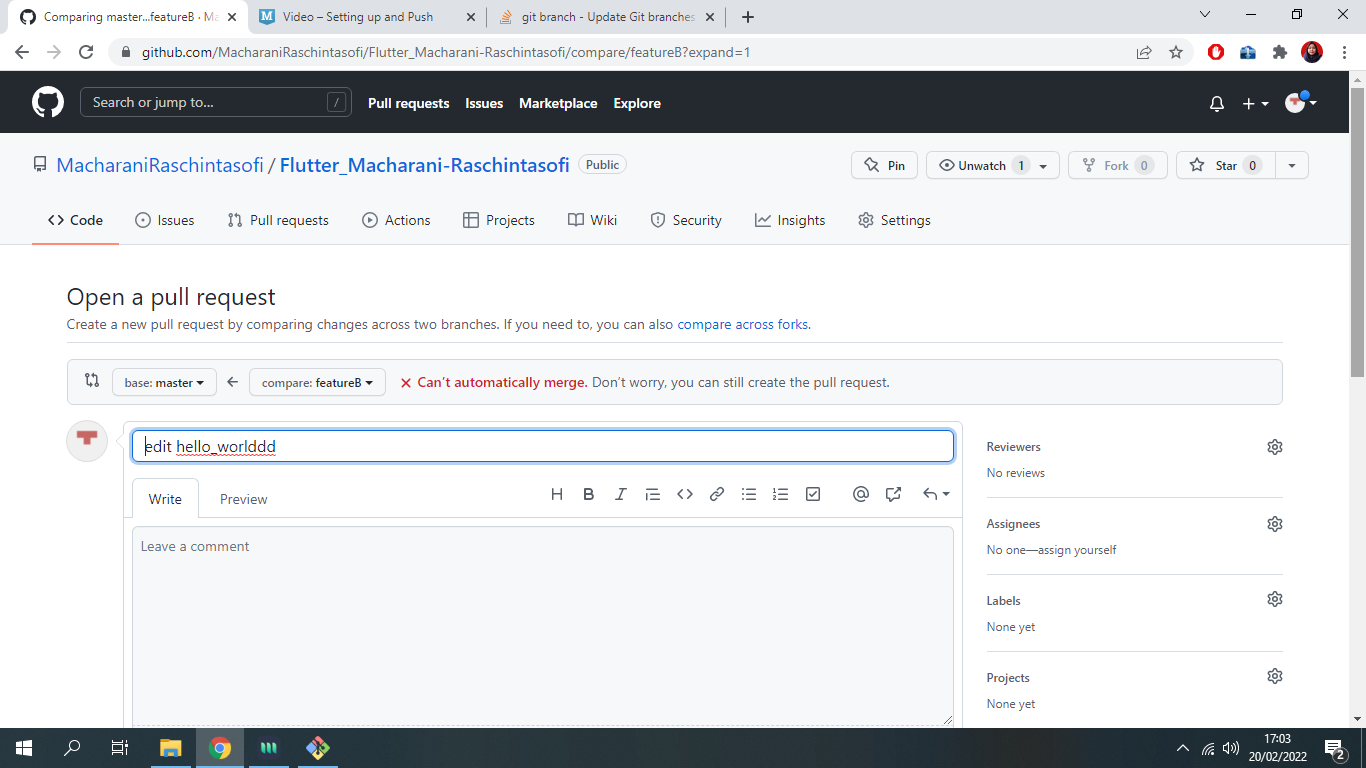 Comparing master...featureB · Ma
Video – Setting up and Push
git branch - Update Git branches
github.com/MacharaniRaschintasofi/Flutter_Macharani-Raschintasofi/compare/featureB?expand=1
Search or jump to... /
Pull requests Issues Marketplace Explore
MacharaniRaschintasofi / Flutter_Macharani-Raschintasofi Public
Pin Unwatch 1 Fork 0 Star 0
Code Issues Pull requests Actions Projects Wiki Security Insights Settings
Open a pull request
Create a new pull request by comparing changes across two branches. If you need to, you can also compare across forks.
base: master compare: featureB Can’t automatically merge. Don’t worry, you can still create the pull request.
edit hello_worlddd
Write Preview
Leave a comment
Reviewers
No reviews
Assignees
No one—assign yourself
Labels
None yet
Projects
None yet
17:03
20/02/2022
2